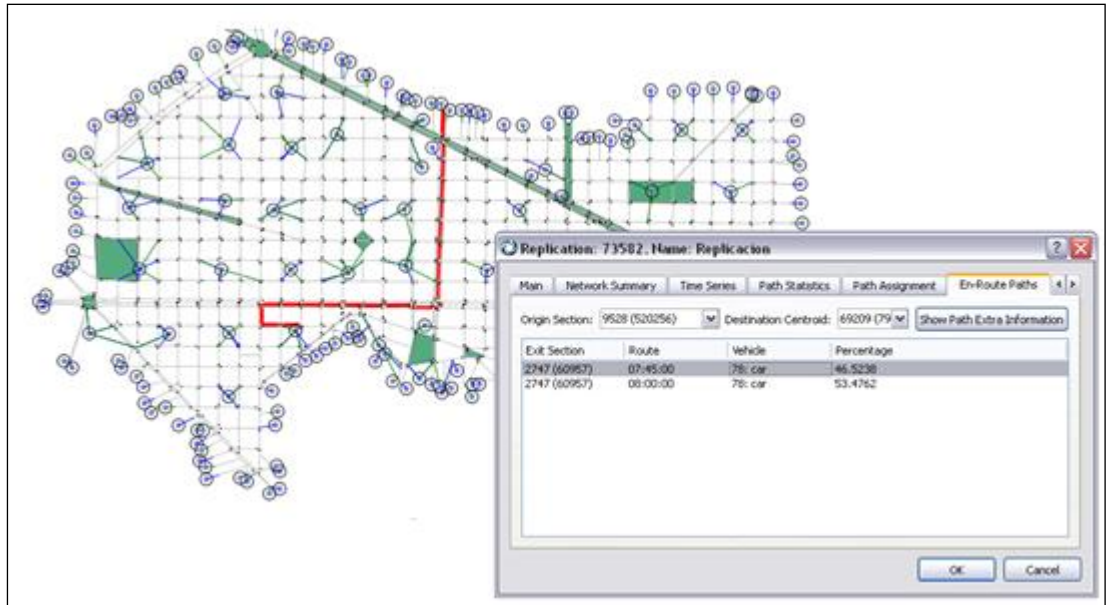 Replication: 73582, Name: Replicacion
Main Network Summary Time Series Path Statistics Path Assignment En-Route Paths
Origin Section: 9528 (520256) Destination Centroid: 69209 (79 Show Path Extra Information
Exit Section Route Vehicle Percentage
2747 (60957) 07:45:00 78: car 46.5238
2747 (60957) 08:00:00 78: car 53.4762
OK Cancel